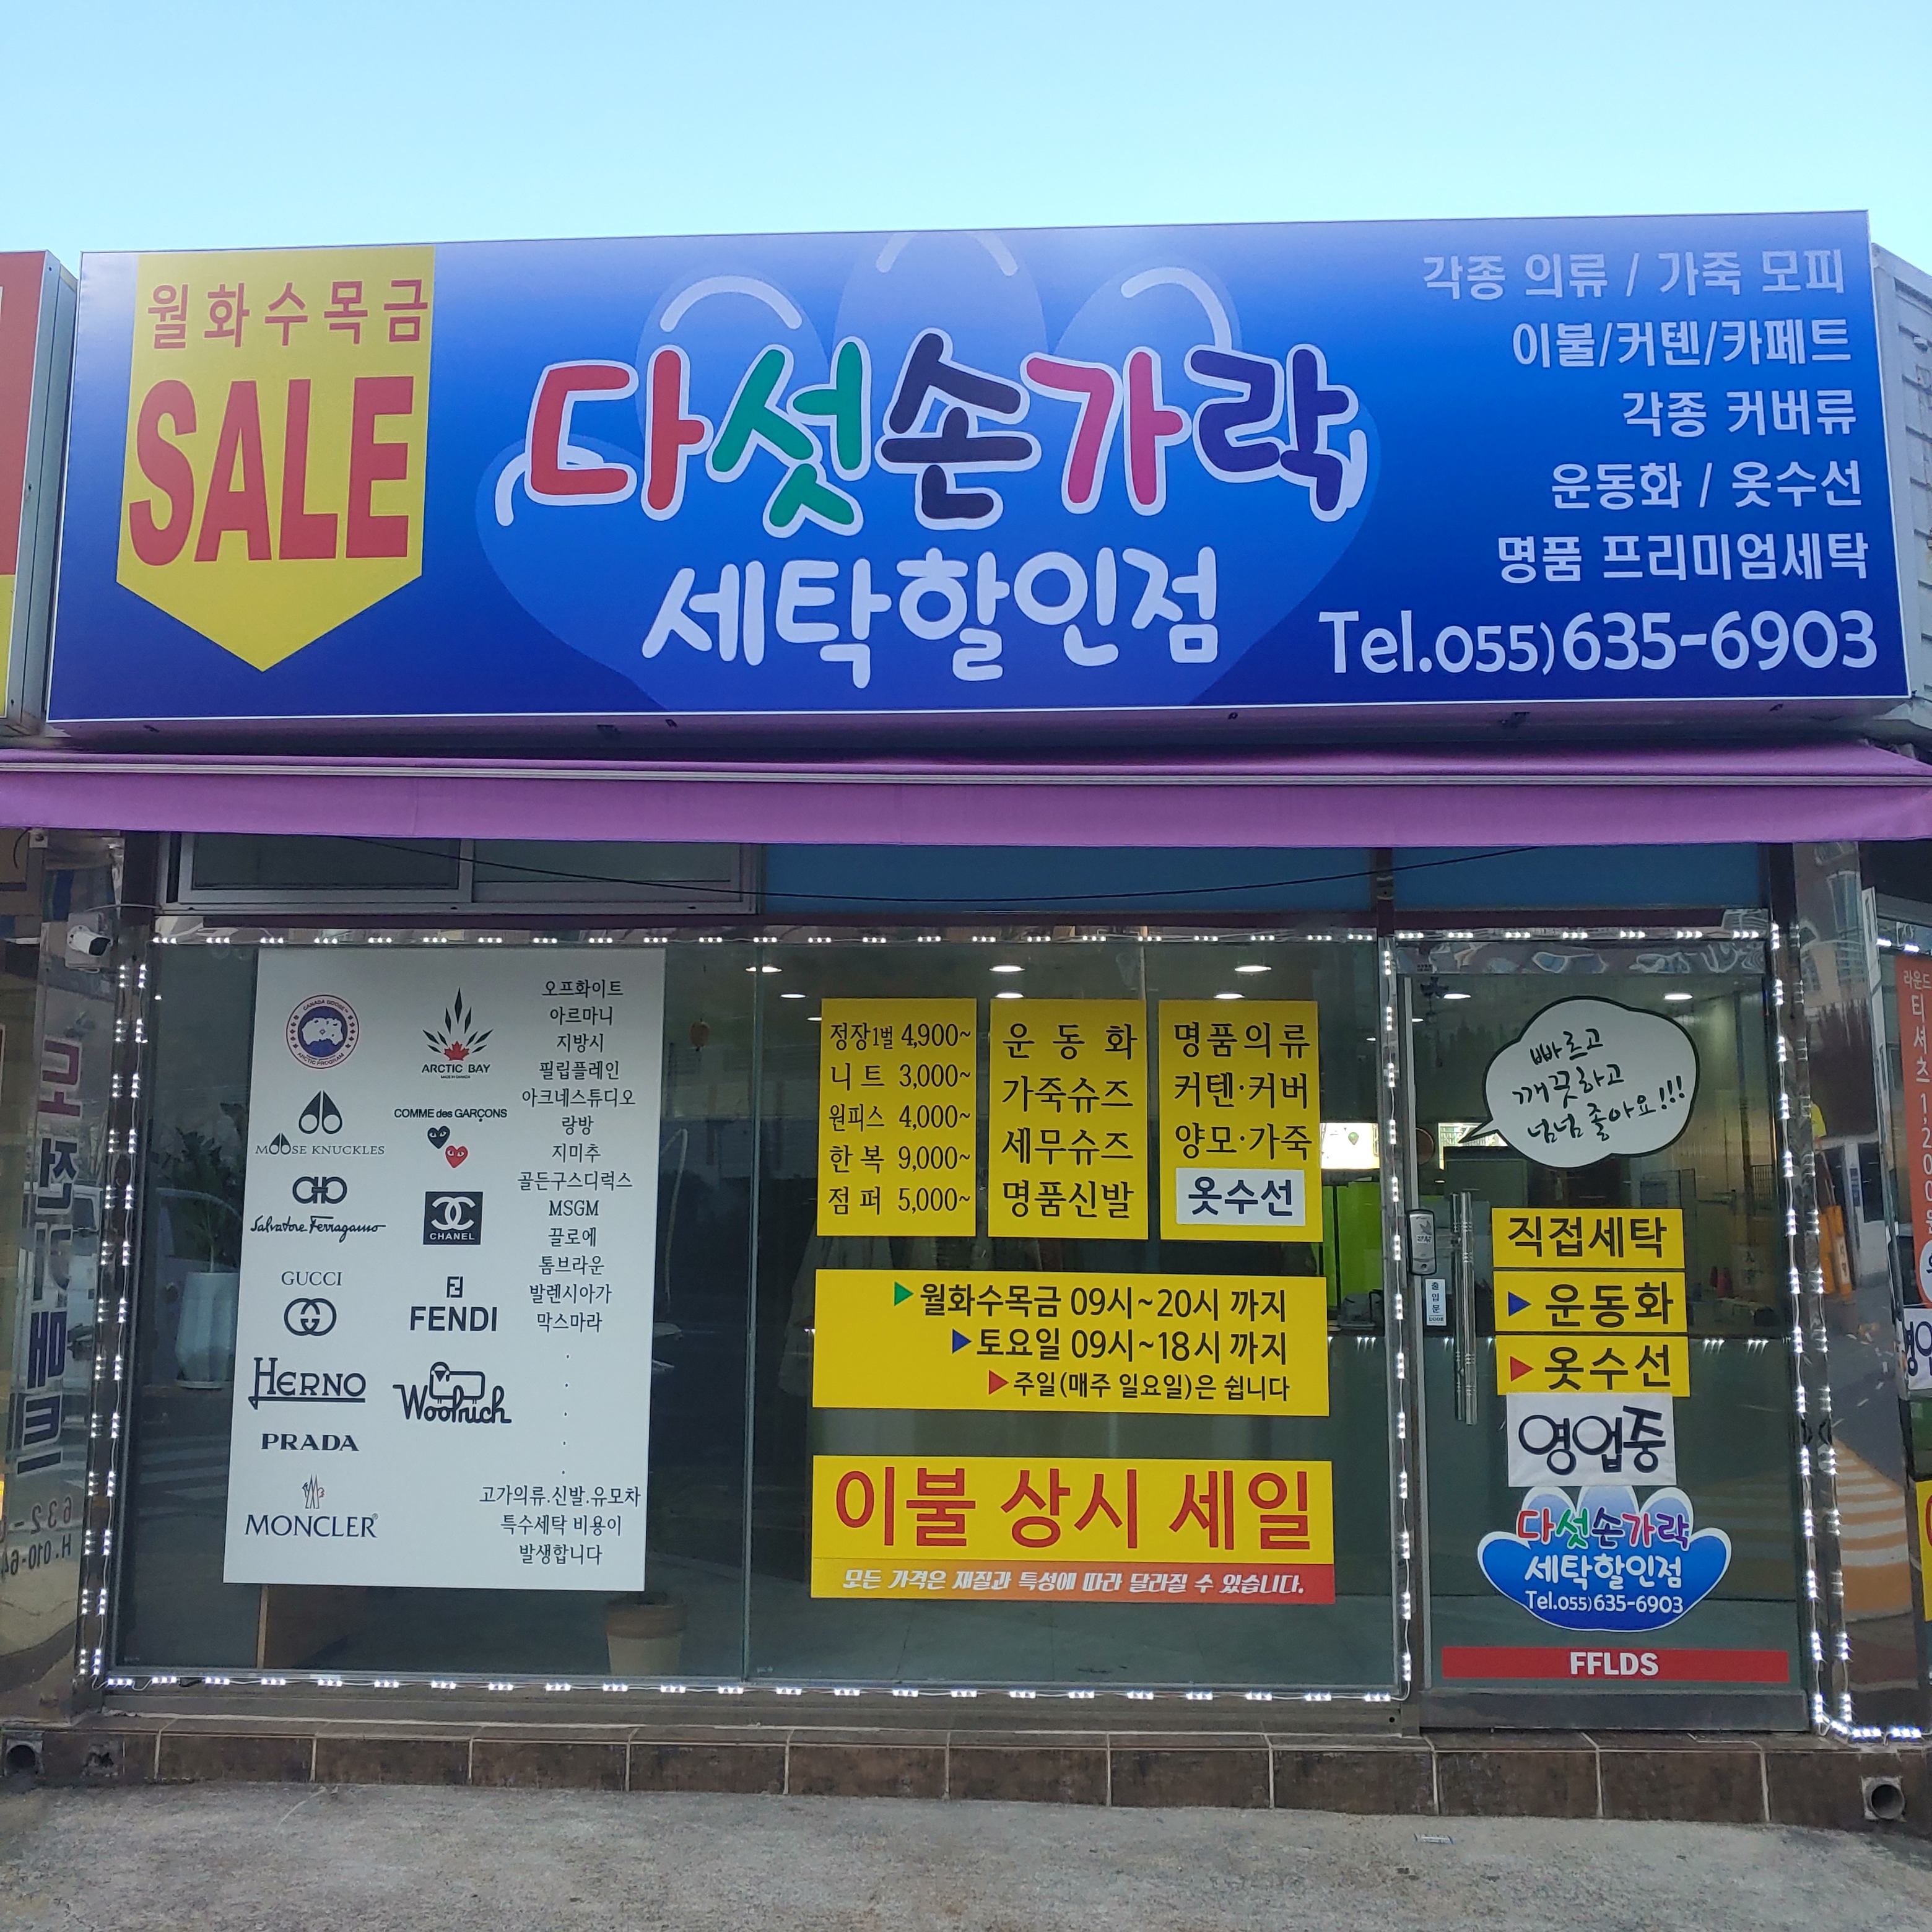 월화수목금
SALE
다섯손가락
세탁할인점
각종 의류 / 가죽 모피
이불/커텐/카페트
각종 커버류
운동화 / 옷수선
명품 프리미엄세탁
Tel.055)635-6903
CANADA GOOSE
ARCTIC PROGRAM
ARCTIC BAY
MOOSE KNUCKLES
COMME des GARÇONS
Salvatore Ferragamo
CHANEL
GUCCI
FENDI
HERNO
Woolrich
PRADA
MONCLER
오프화이트
아르마니
지방시
필립플레인
아크네스튜디오
랑방
지미추
골든구스디럭스
MSGM
끌로에
톰브라운
발렌시아가
막스마라
고가의류.신발.유모차
특수세탁 비용이
발생합니다
정장1벌 4,900~
니트 3,000~
원피스 4,000~
한복 9,000~
점퍼 5,000~
운동화
가죽슈즈
세무슈즈
명품신발
명품의류
커텐·커버
양모·가죽
옷수선
월화수목금 09시~20시 까지
토요일 09시~18시 까지
주일(매주 일요일)은 쉽니다
이불 상시 세일
모든 가격은 재질과 특성에 따라 달라질 수 있습니다.
빠르고
깨끗하고
넘넘 좋아요!!!
출입문
직접세탁
운동화
옷수선
영업중
다섯손가락
세탁할인점
Tel.055)635-6903
FFLDS